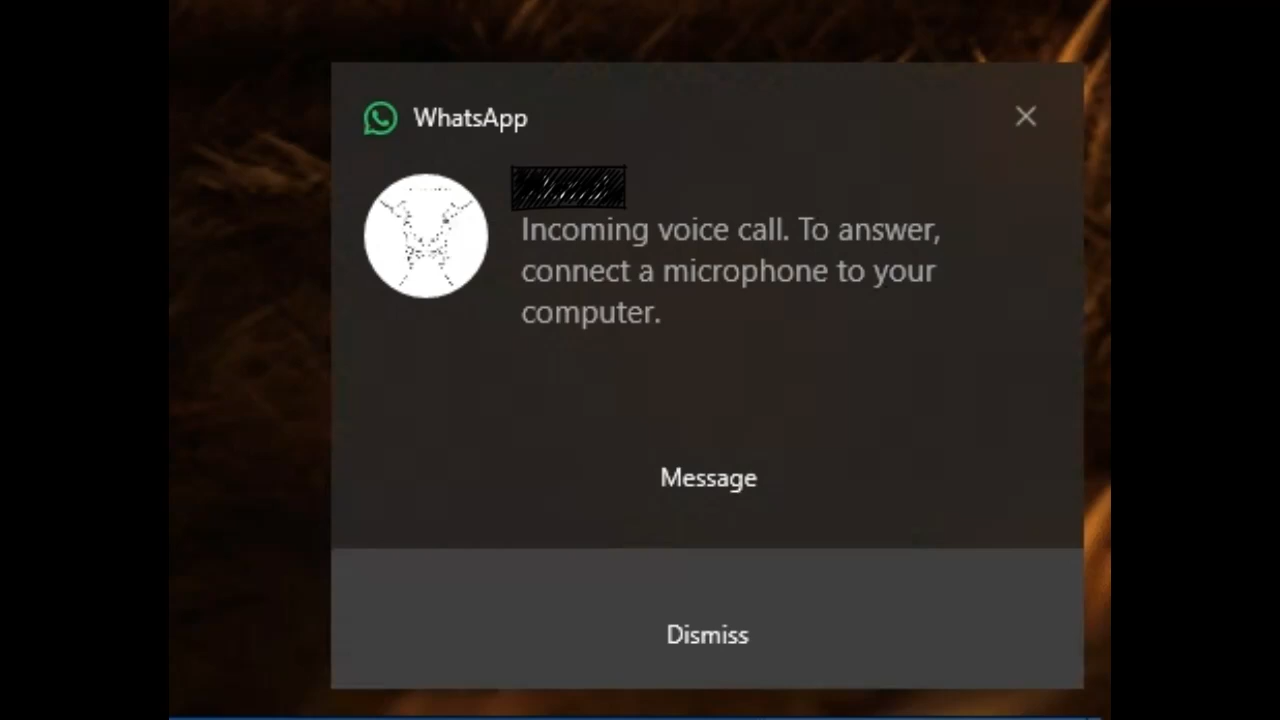 WhatsApp
Incoming voice call. To answer,
connect a microphone to your
computer.
Message
Dismiss